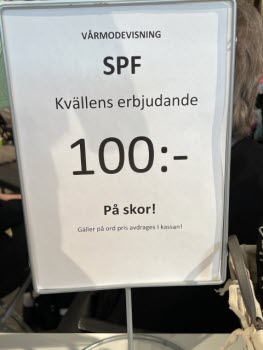 VÅRMODEVISNING
SPF
Kvällens erbjudande
100:-
På skor!
Gäller på ord pris avdrages I kassan!